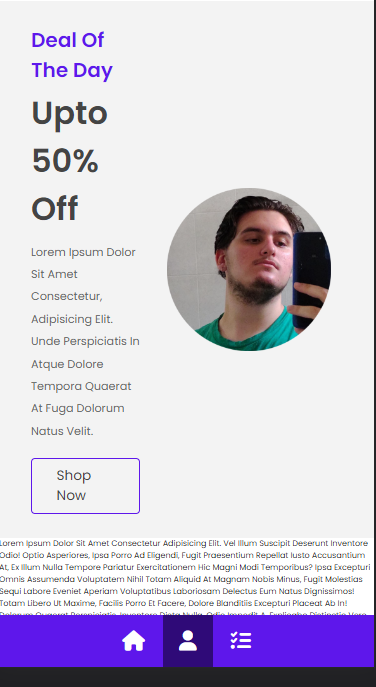 Deal Of
The Day
Upto
50%
Off
Lorem Ipsum Dolor
Sit Amet
Consectetur,
Adipisicing Elit.
Unde Perspiciatis In
Atque Dolore
Tempora Quaerat
At Fuga Dolorum
Natus Velit.
Shop
Now
Lorem Ipsum Dolor Sit Amet Consectetur Adipisicing Elit. Vel Illum Suscipit Deserunt Inventore
Odio! Optio Asperiores, Ipsa Porro Ad Eligendi, Fugit Praesentium Repellat Iusto Accusantium
At, Ex Illum Nulla Tempore Pariatur Exercitationem Hic Magni Modi Temporibus? Ipsa Excepturi
Omnis Assumenda Voluptatem Nihil Totam Aliquid At Magnam Nobis Minus, Fugit Molestias
Sequi Labore Eveniet Aperiam Voluptatibus Laboriosam Delectus Eum Natus Dignissimos!
Totam Libero Ut Maxime, Facilis Porro Et Facere, Dolore Blanditiis Excepturi Placeat Ab In!